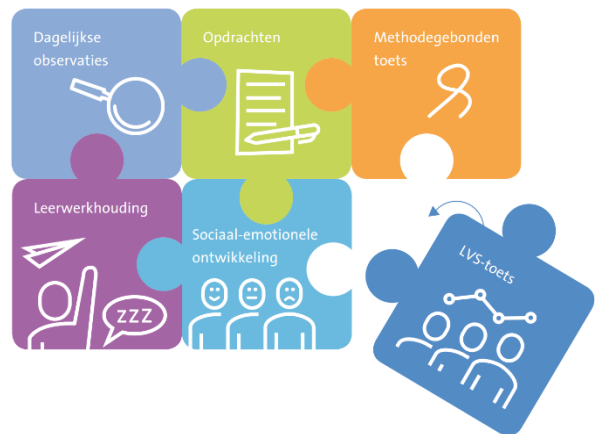 Dagelijkse
observaties
Opdrachten
Methodegebonden
toets
Leerwerkhouding
zzz
Sociaal-emotionele
ontwikkeling
LVS-toets